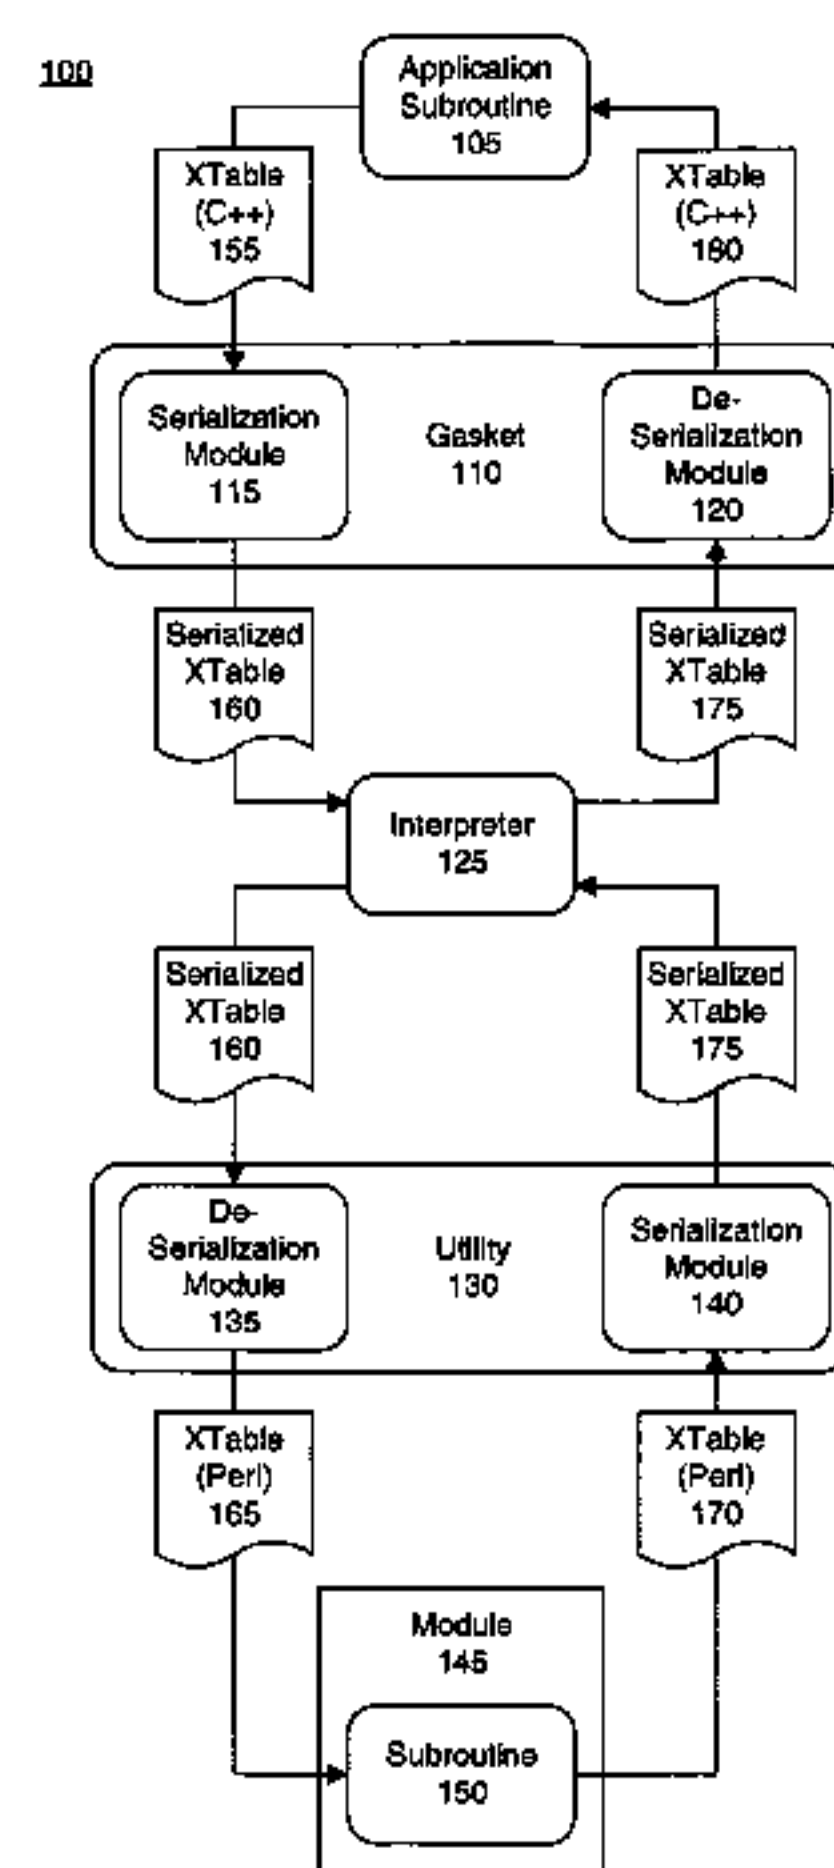 100
Application
Subroutine
105
XTable
(C++)
155
XTable
(C++)
180
Serialization
Module
115
Gasket
110
De-
Serialization
Module
120
Serialized
XTable
160
Serialized
XTable
175
Interpreter
125
Serialized
XTable
160
Serialized
XTable
175
De-
Serialization
Module
135
Utility
130
Serialization
Module
140
XTable
(Perl)
165
XTable
(Perl)
170
Module
145
Subroutine
150